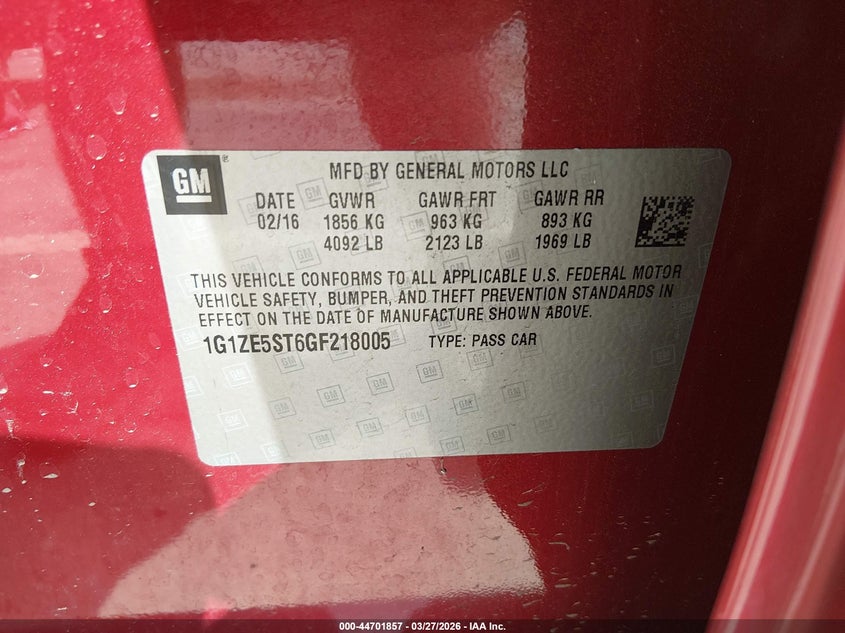 GM ® MFD BY GENERAL MOTORS LLC
DATE GVWR GAWR FRT GAWR RR
02/16 1856 KG 963 KG 893 KG
4092 LB 2123 LB 1969 LB
THIS VEHICLE CONFORMS TO ALL APPLICABLE U.S. FEDERAL MOTOR
VEHICLE SAFETY, BUMPER, AND THEFT PREVENTION STANDARDS IN
EFFECT ON THE DATE OF MANUFACTURE SHOWN ABOVE.
1G1ZE5ST6GF218005 TYPE: PASS CAR
000-44701857 | 03/27/2026 - IAA Inc.